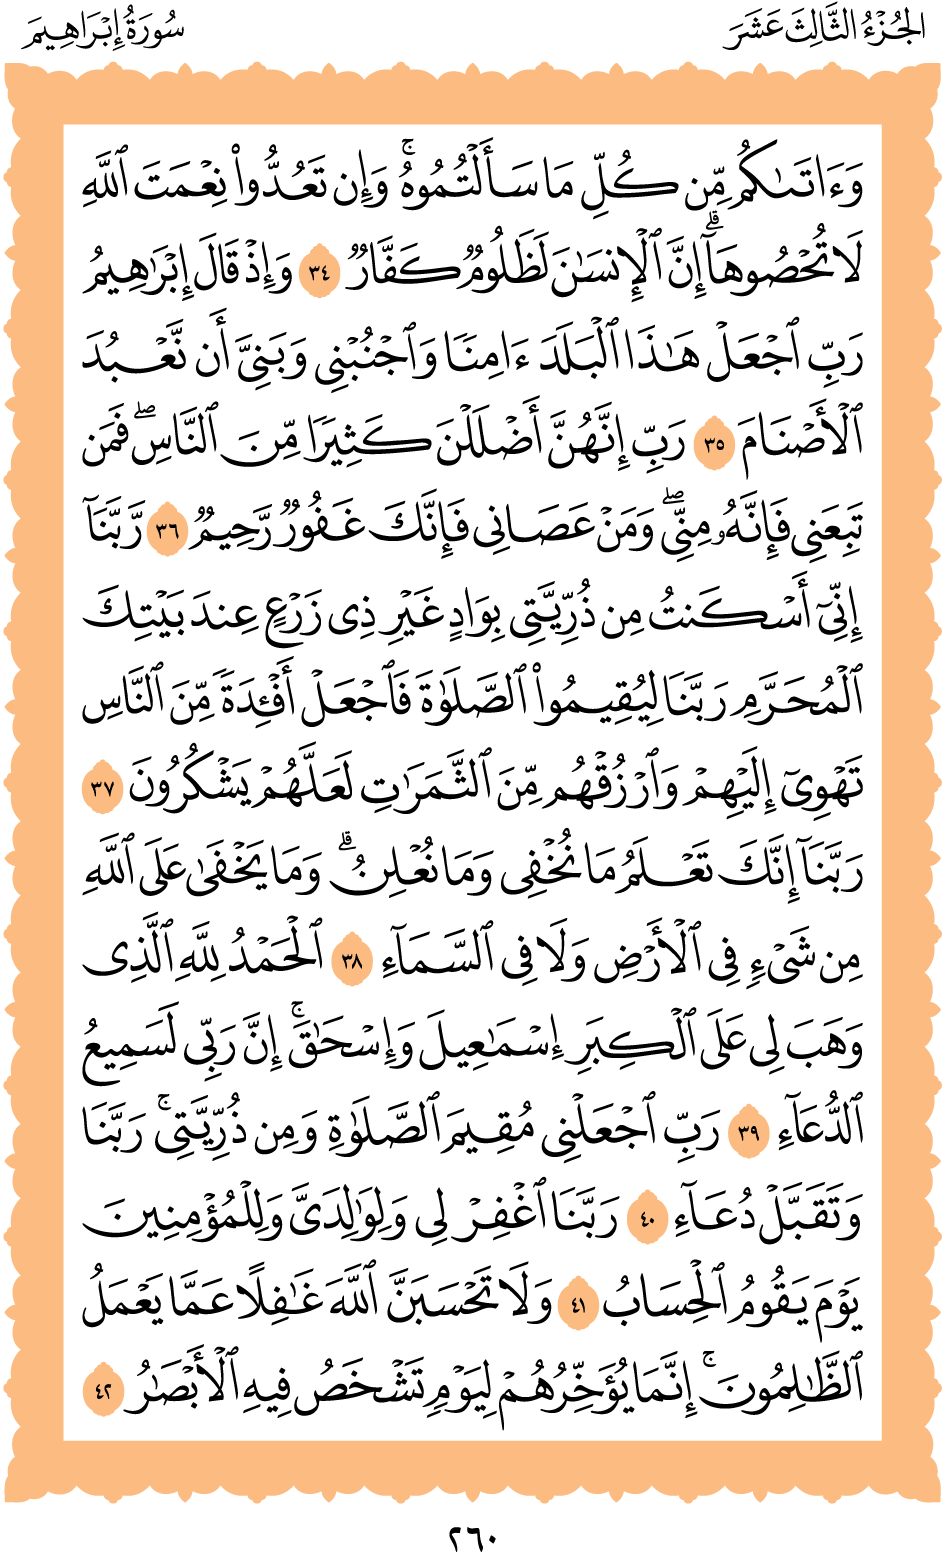 الجُزْءُ الثَّالِثَ عَشَرَ
سُورَةُ إِبْرَاهِيم
وَءَاتَىٰكُم مِّن كُلِّ مَا سَأَلْتُمُوهُۚ وَإِن تَعُدُّوا۟ نِعْمَتَ ٱللَّهِ
لَا تُحْصُوهَآۗ إِنَّ ٱلْإِنسَٰنَ لَظَلُومٌ كَفَّارٌ ٣٤ وَإِذْ قَالَ إِبْرَٰهِيمُ
رَبِّ ٱجْعَلْ هَٰذَا ٱلْبَلَدَ ءَامِنًا وَٱجْنُبْنِى وَبَنِىَّ أَن نَّعْبُدَ
ٱلْأَصْنَامَ ٣٥ رَبِّ إِنَّهُنَّ أَضْلَلْنَ كَثِيرًا مِّنَ ٱلنَّاسِۖ فَمَن
تَبِعَنِى فَإِنَّهُۥ مِنِّىۖ وَمَنْ عَصَانِى فَإِنَّكَ غَفُورٌ رَّحِيمٌ ٣٦ رَّبَّنَآ
إِنِّىٓ أَسْكَنتُ مِن ذُرِّيَّتِى بِوَادٍ غَيْرِ ذِى زَرْعٍ عِندَ بَيْتِكَ
ٱلْمُحَرَّمِ رَبَّنَا لِيُقِيمُوا۟ ٱلصَّلَوٰةَ فَٱجْعَلْ أَفْـِٔدَةً مِّنَ ٱلنَّاسِ
تَهْوِىٓ إِلَيْهِمْ وَٱرْزُقْهُم مِّنَ ٱلثَّمَرَٰتِ لَعَلَّهُمْ يَشْكُرُونَ ٣٧
رَبَّنَآ إِنَّكَ تَعْلَمُ مَا نُخْفِى وَمَا نُعْلِنُۗ وَمَا يَخْفَىٰ عَلَى ٱللَّهِ
مِن شَىْءٍ فِى ٱلْأَرْضِ وَلَا فِى ٱلسَّمَآءِ ٣٨ ٱلْحَمْدُ لِلَّهِ ٱلَّذِى
وَهَبَ لِى عَلَى ٱلْكِبَرِ إِسْمَٰعِيلَ وَإِسْحَٰقَۚ إِنَّ رَبِّى لَسَمِيعُ
ٱلدُّعَآءِ ٣٩ رَبِّ ٱجْعَلْنِى مُقِيمَ ٱلصَّلَوٰةِ وَمِن ذُرِّيَّتِىۚ رَبَّنَا
وَتَقَبَّلْ دُعَآءِ ٤٠ رَبَّنَا ٱغْفِرْ لِى وَلِوَٰلِدَىَّ وَلِلْمُؤْمِنِينَ
يَوْمَ يَقُومُ ٱلْحِسَابُ ٤١ وَلَا تَحْسَبَنَّ ٱللَّهَ غَٰفِلًا عَمَّا يَعْمَلُ
ٱلظَّٰلِمُونَۚ إِنَّمَا يُؤَخِّرُهُمْ لِيَوْمٍ تَشْخَصُ فِيهِ ٱلْأَبْصَٰرُ ٤٢
٢٦٠